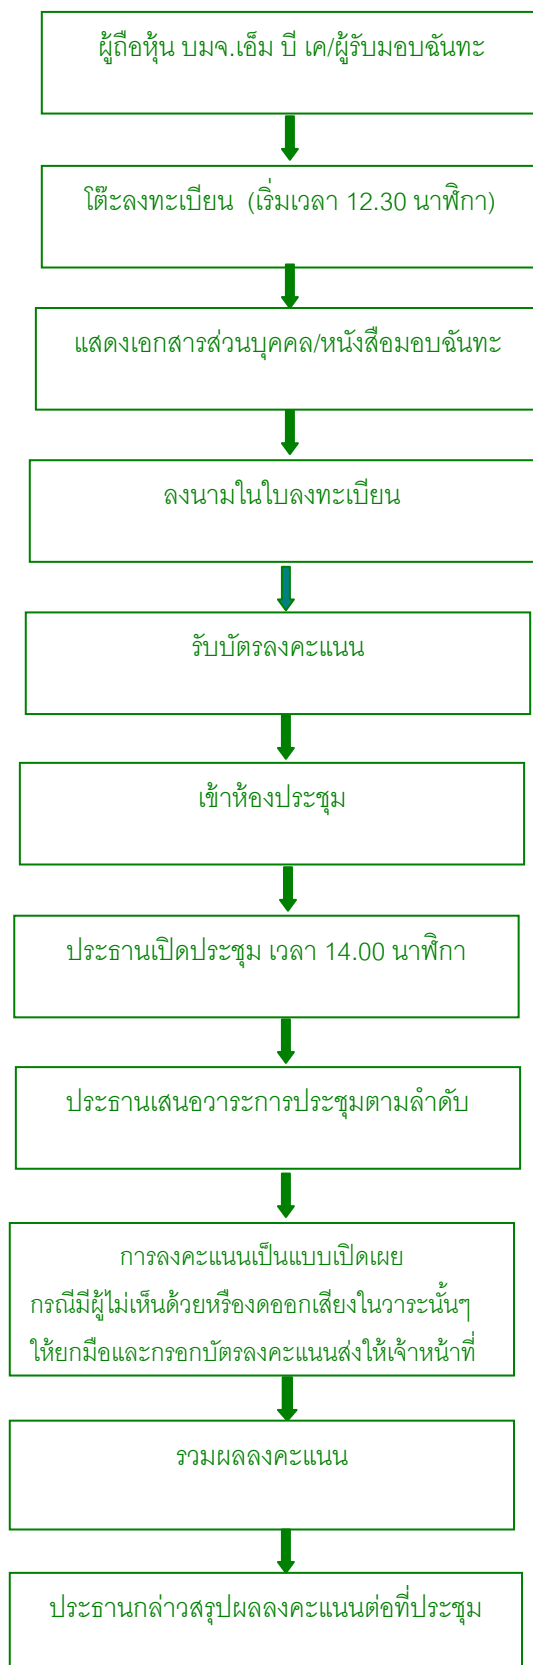 ผู้ถือหุ้น บมจ.เอ็ม บี เค/ผู้รับมอบฉันทะ
โต๊ะลงทะเบียน (เริ่มเวลา 12.30 นาฬิกา)
แสดงเอกสารส่วนบุคคล/หนังสือมอบฉันทะ
ลงนามในใบลงทะเบียน
รับบัตรลงคะแนน
เข้าห้องประชุม
ประธานเปิดประชุม เวลา 14.00 นาฬิกา
ประธานเสนอวาระการประชุมตามลำดับ
การลงคะแนนเป็นแบบเปิดเผย
กรณีมีผู้ไม่เห็นด้วยหรืองดออกเสียงในวาระนั้นๆ
ให้ยกมือและกรอกบัตรลงคะแนนส่งให้เจ้าหน้าที่
รวมผลลงคะแนน
ประธานกล่าวสรุปผลลงคะแนนต่อที่ประชุม